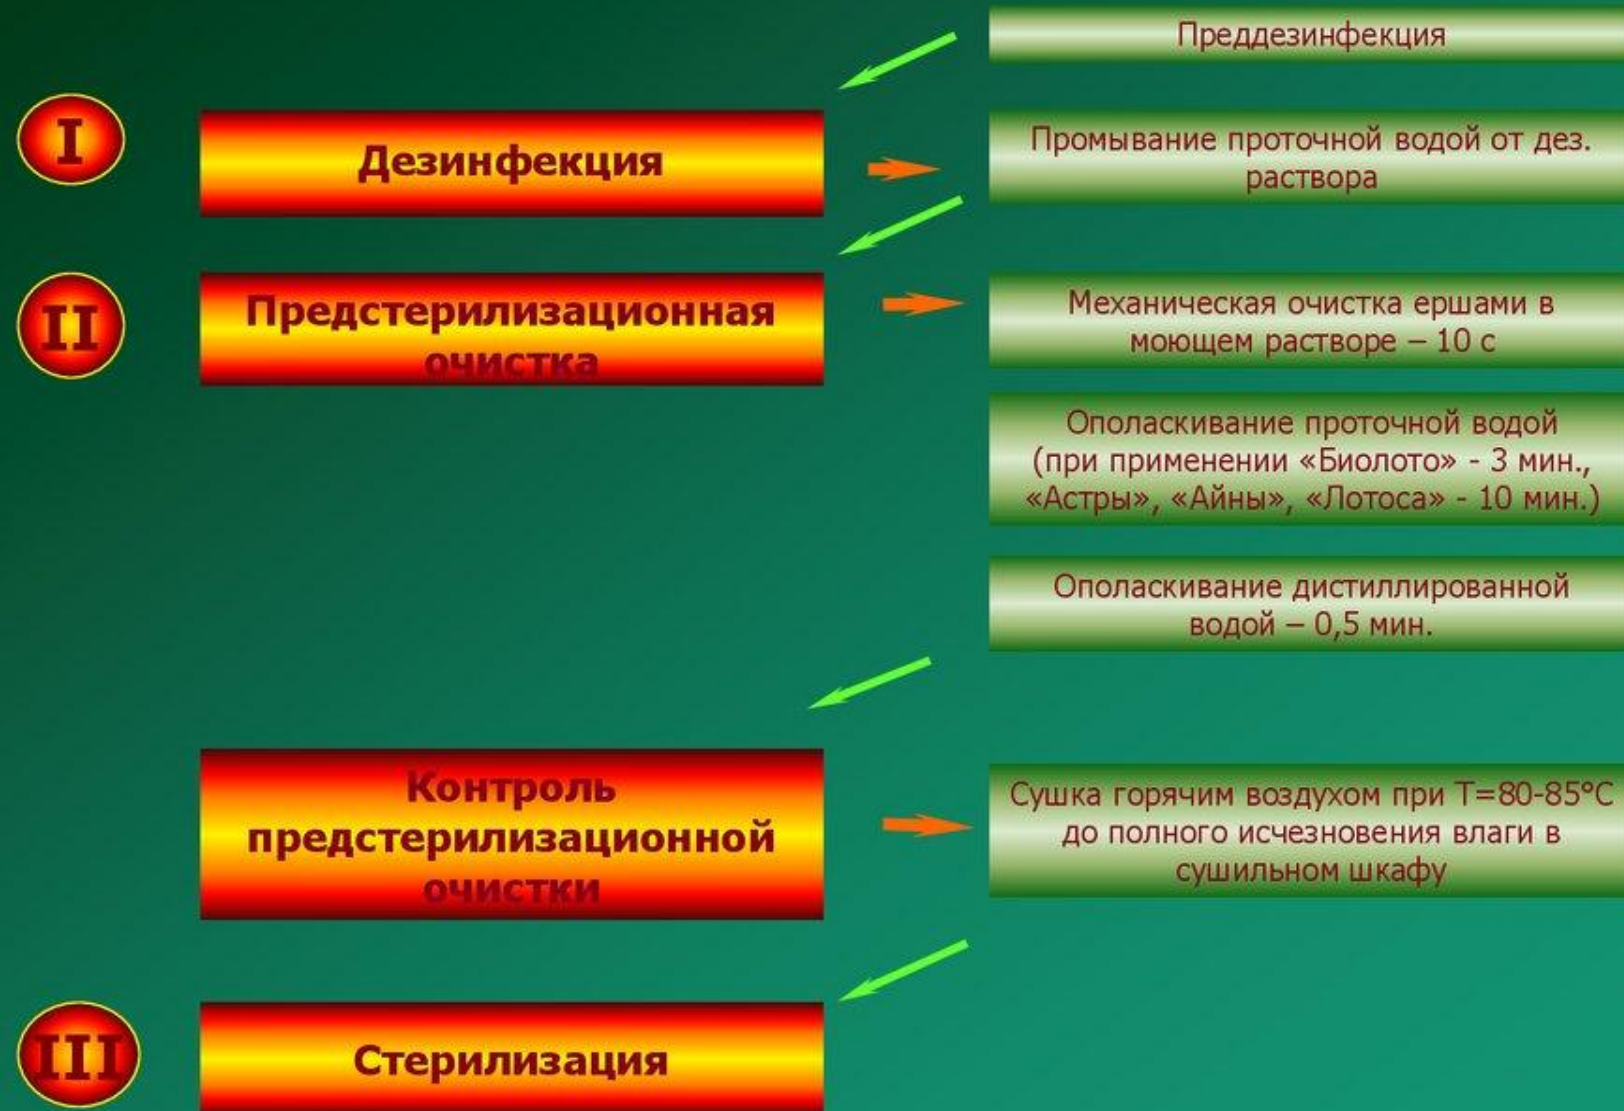 Преддезинфекция
I
Дезинфекция
Промывание проточной водой от дез.
раствора
II
Предстерилизационная
очистка
Механическая очистка ершами в
моющем растворе – 10 с
Ополаскивание проточной водой
(при применении «Биолото» - 3 мин.,
«Астры», «Айны», «Лотоса» - 10 мин.)
Ополаскивание дистиллированной
водой – 0,5 мин.
Контроль
предстерилизационной
очистки
Сушка горячим воздухом при T=80-85°C
до полного исчезновения влаги в
сушильном шкафу
III
Стерилизация